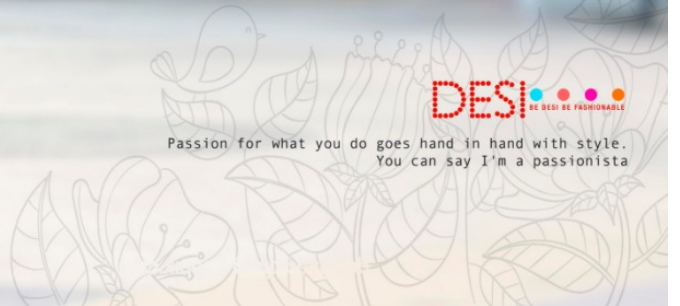 DESI
BE DESI BE FASHIONABLE
Passion for what you do goes hand in hand with style.
You can say I'm a passionista